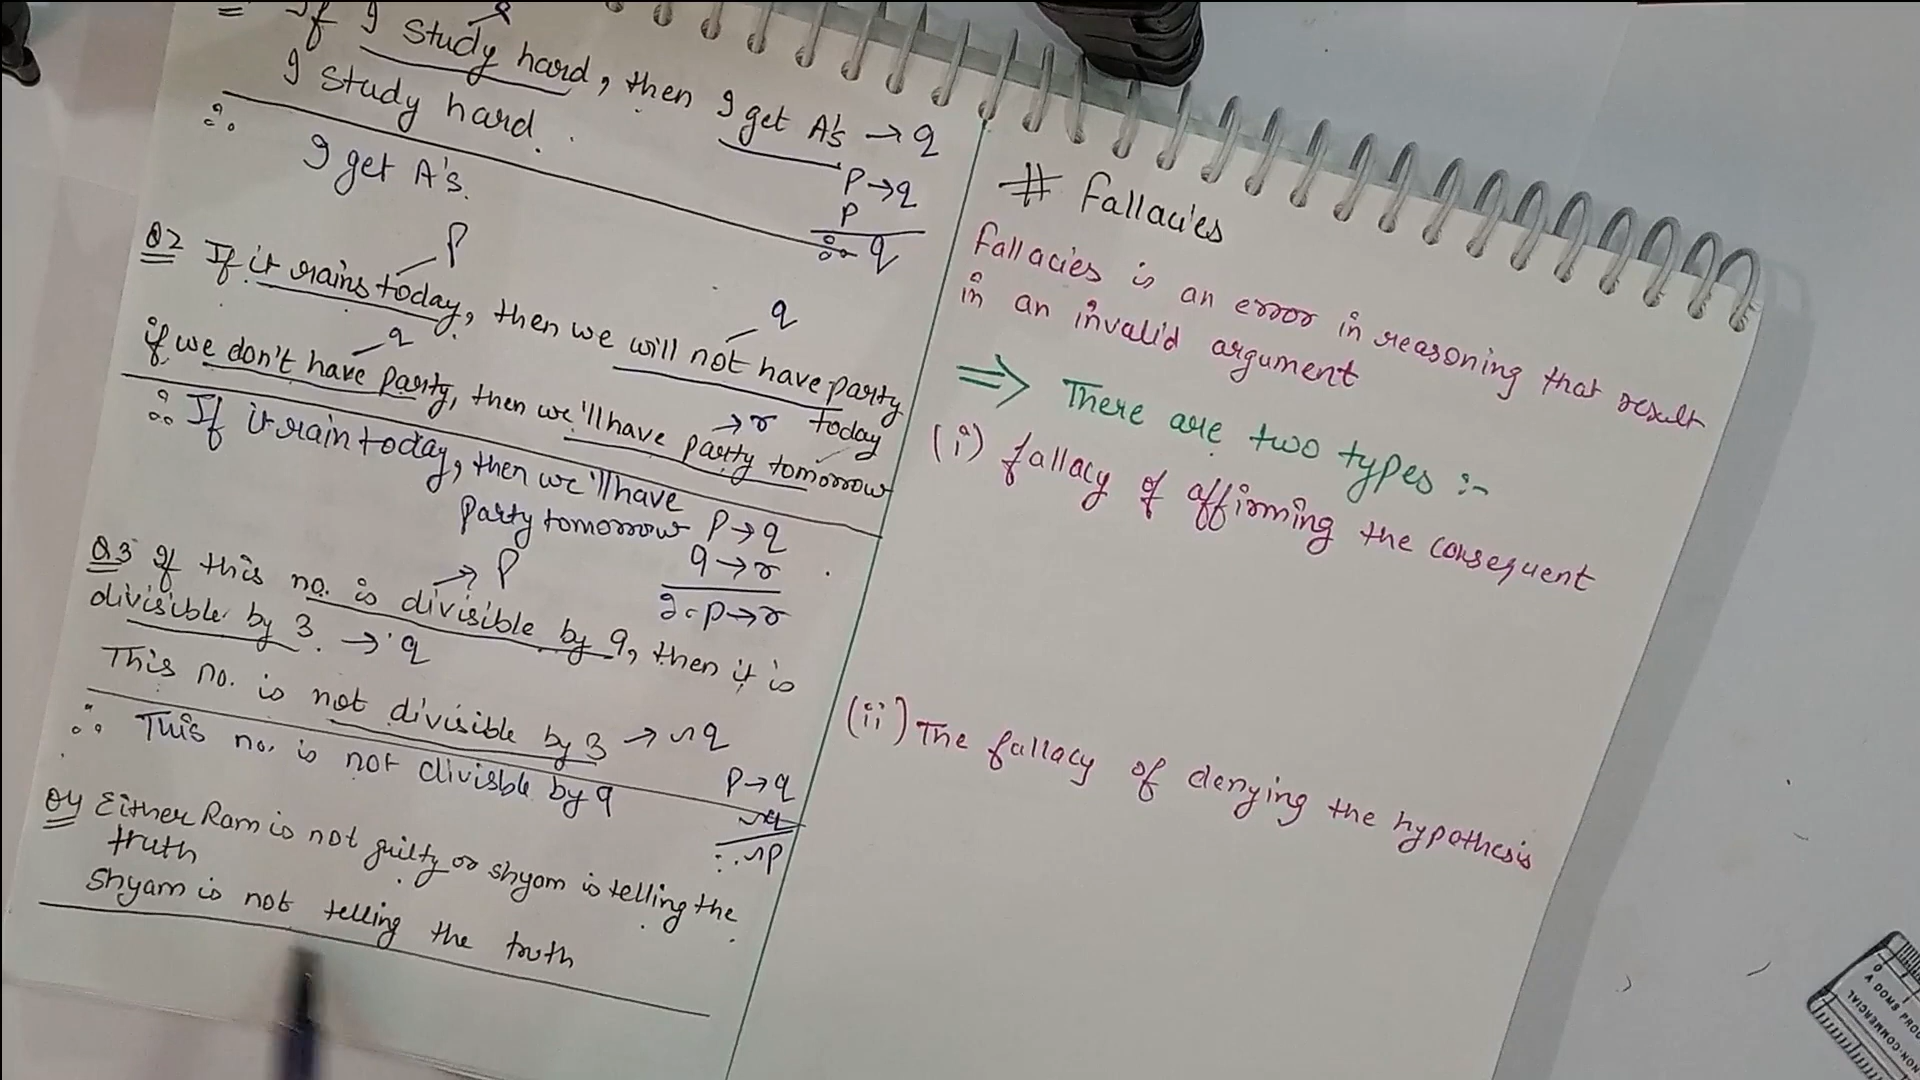 = If I study hard, then I get A's → q
I study hard.
∴ I get A's.
p→q
p
∴ q
p
Q2 If it rains today, then we will not have party today
q
q
if we don't have party, then we'll have party tomorrow
→ r
∴ If it rain today, then we'll have
party tomorrow
p→q
q→r
∴ p→r
→ p
Q3 If this no. is divisible by 9, then it is
divisible by 3. → q
This no. is not divisible by 3 → ~q
∴ This no. is not divisble by 9
p→q
~q
∴ ~p
Q4 Either Ram is not guilty or shyam is telling the
truth
Shyam is not telling the truth
# Fallacies
Fallacies is an error in reasoning that result
in an invalid argument
⇒ There are two types :-
(i) fallacy of affirming the consequent
(ii) The fallacy of denying the hypothesis
A DOMS PRO
NON-COMMERCIAL